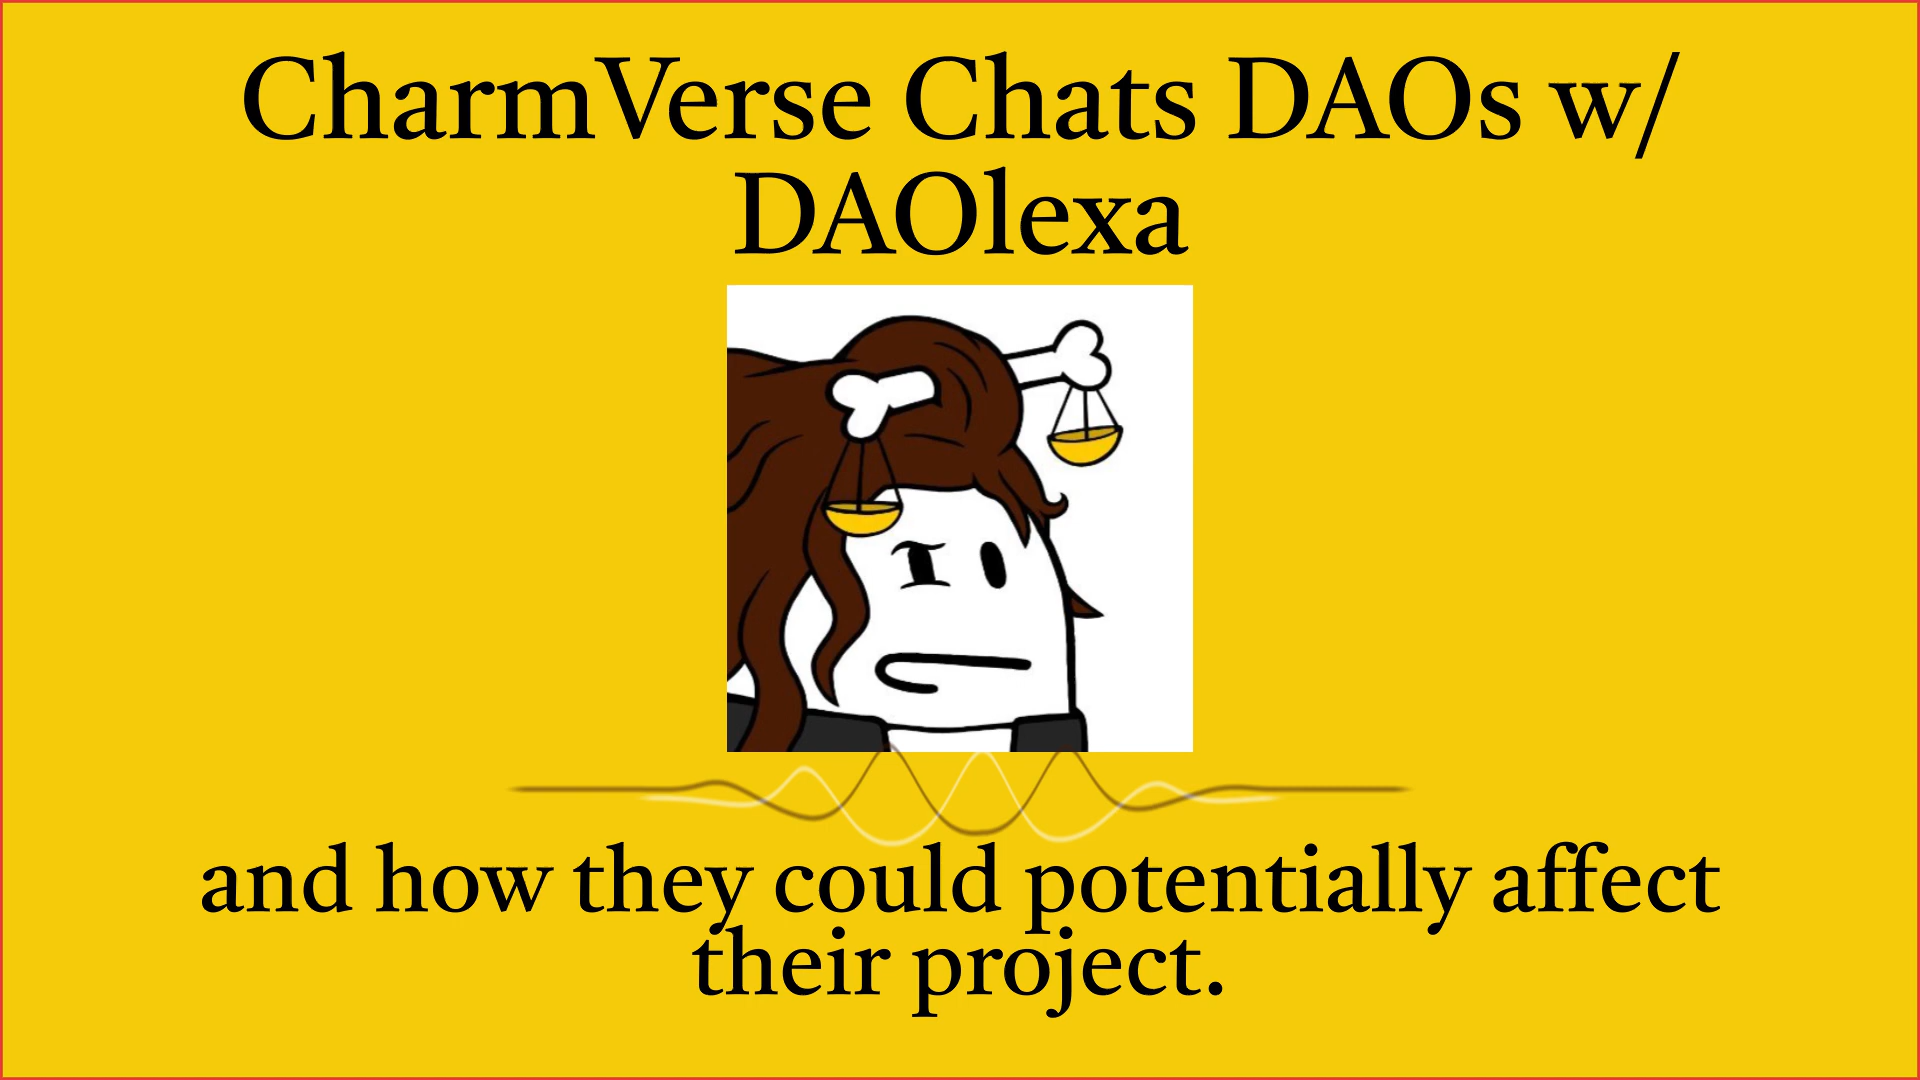 CharmVerse Chats DAOs w/
DAOlexa
and how they could potentially affect
their project.